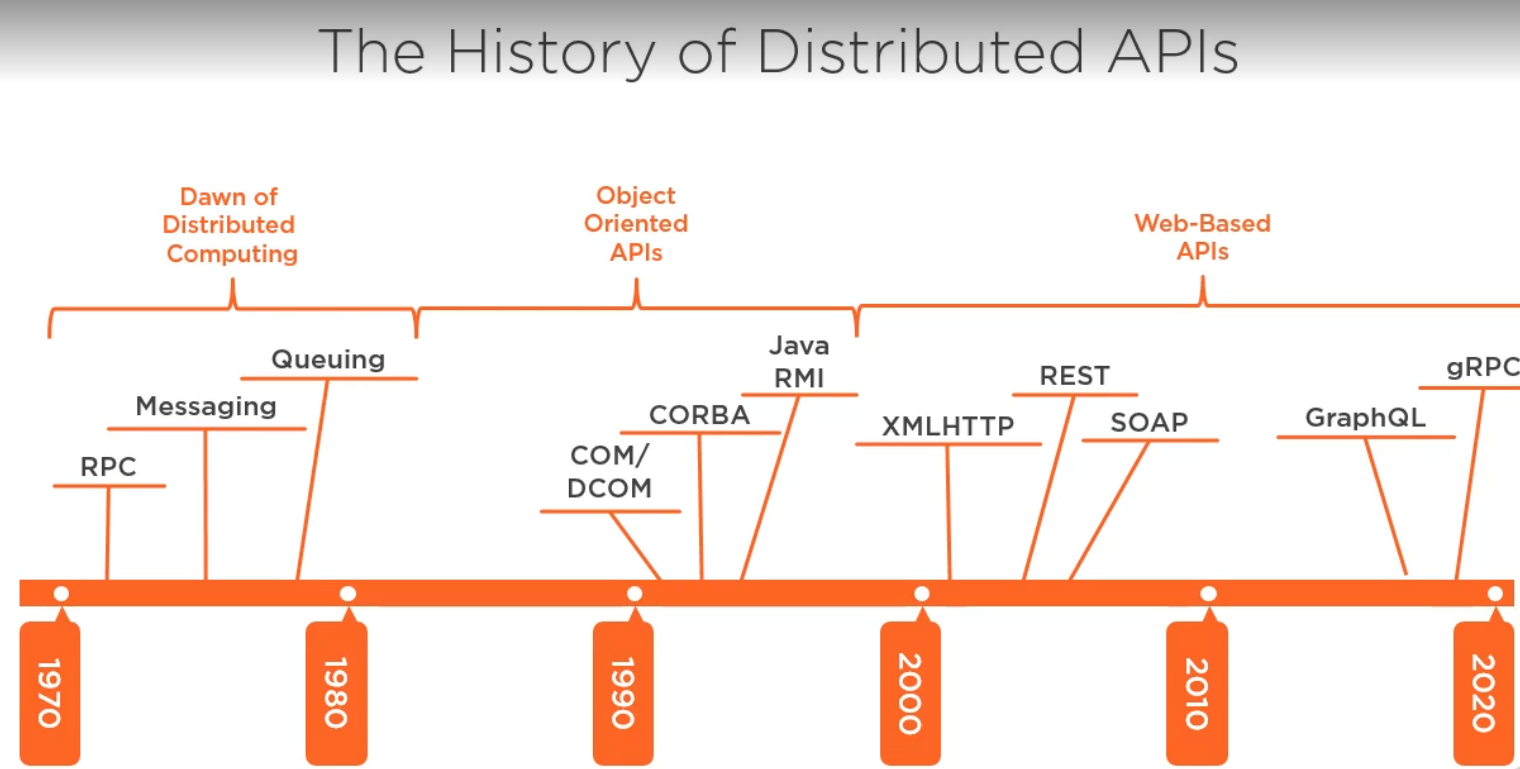 The History of Distributed APIs
Dawn of
Distributed
Computing
Object
Oriented
APIs
Web-Based
APIs
RPC
Messaging
Queuing
COM/
DCOM
CORBA
Java
RMI
XMLHTTP
REST
SOAP
GraphQL
gRPC
1970
1980
1990
2000
2010
2020